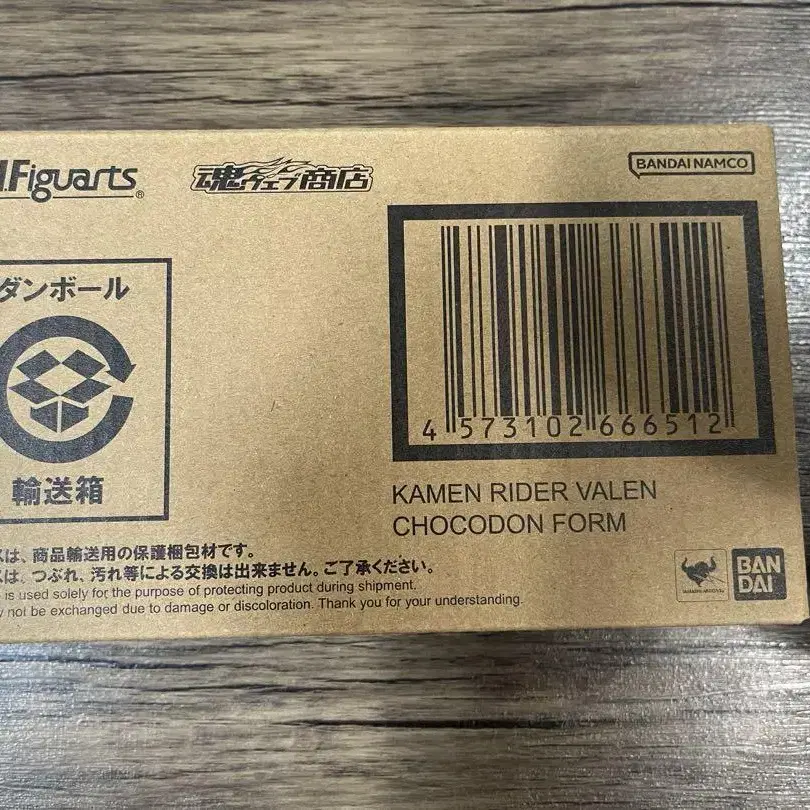 .Figuarts®
魂ウェブ商店
BANDAI NAMCO
ダンボール
輸送箱
4 573102 666512
KAMEN RIDER VALEN
CHOCODON FORM
は、商品輸送用の保護梱包材です。
は、つぶれ、汚れ等による交換は出来ません。ご了承ください。
is used solely for the purpose of protecting product during shipment.
not be exchanged due to damage or discoloration. Thank you for your understanding.
BAN
DAI